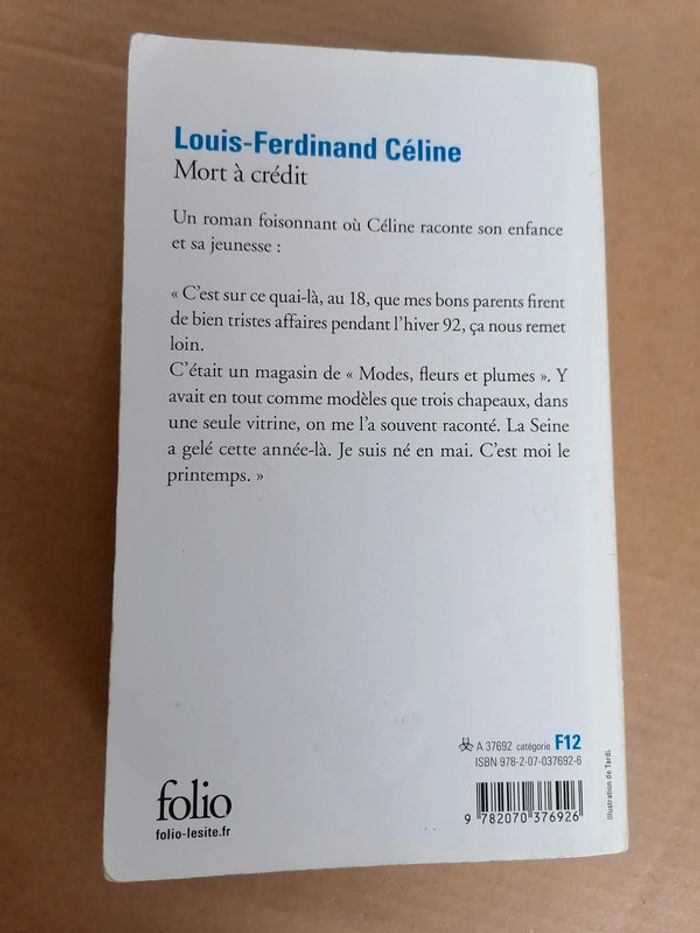 Louis-Ferdinand Céline
Mort à crédit
Un roman foisonnant où Céline raconte son enfance
et sa jeunesse :
« C’est sur ce quai-là, au 18, que mes bons parents firent
de bien tristes affaires pendant l’hiver 92, ça nous remet
loin.
C’était un magasin de « Modes, fleurs et plumes ». Y
avait en tout comme modèles que trois chapeaux, dans
une seule vitrine, on me l’a souvent raconté. La Seine
a gelé cette année-là. Je suis né en mai. C’est moi le
printemps. »
A 37692 catégorie F12
ISBN 978-2-07-037692-6
9 782070 376926
folio
folio-lesite.fr
Illustration de Tardi.